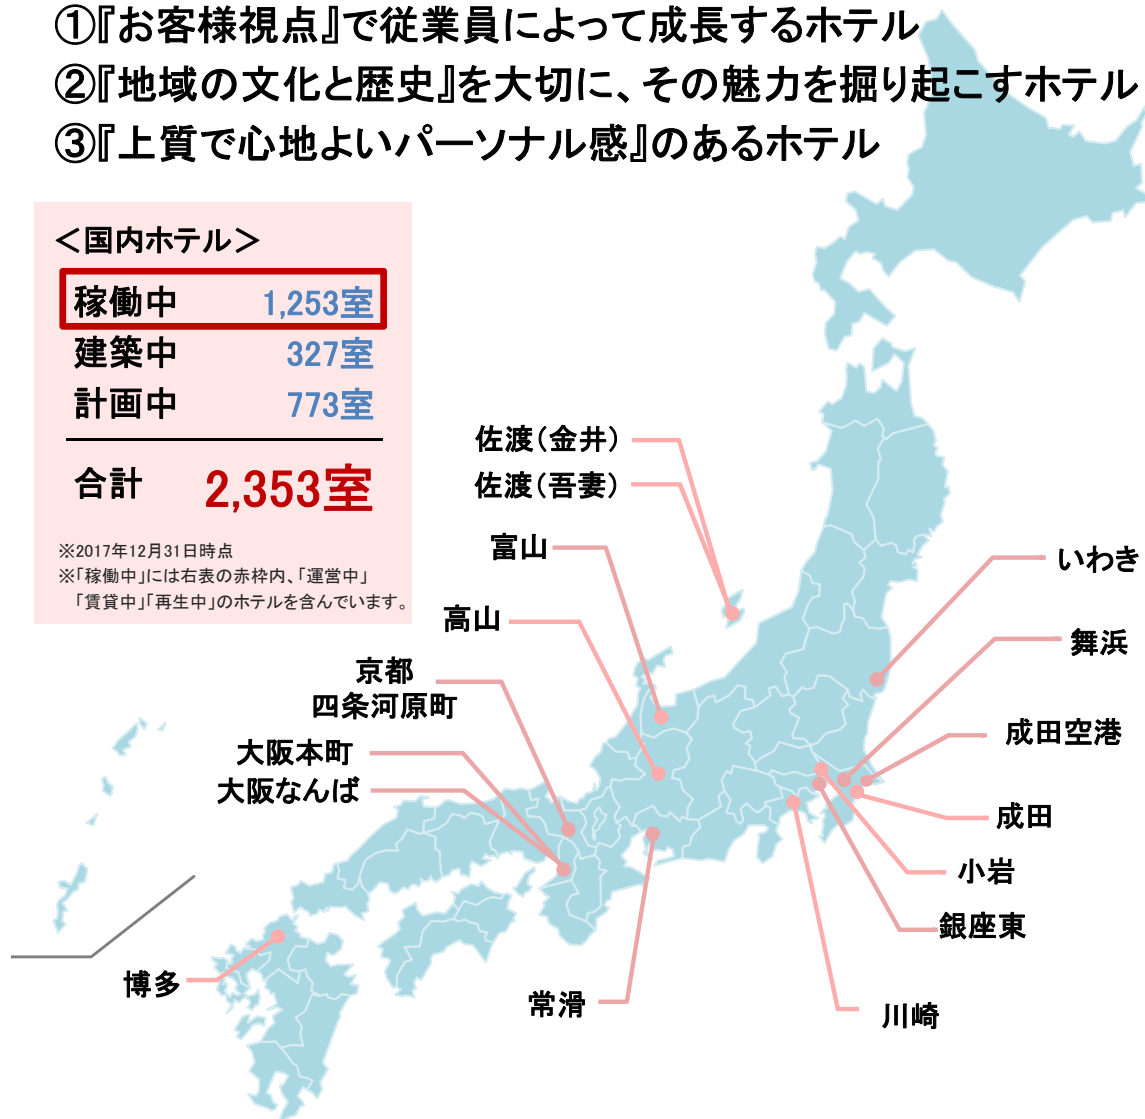 ①『お客様視点』で従業員によって成長するホテル
②『地域の文化と歴史』を大切に、その魅力を掘り起こすホテル
③『上質で心地よいパーソナル感』のあるホテル
＜国内ホテル＞
稼働中 1,253室
建築中 327室
計画中 773室
合計 2,353室
※2017年12月31日時点
※「稼働中」には右表の赤枠内、「運営中」
「賃貸中」「再生中」のホテルを含んでいます。
佐渡（金井）
佐渡（吾妻）
富山
高山
京都
四条河原町
大阪本町
大阪なんば
博多
常滑
いわき
舞浜
成田空港
成田
小岩
銀座東
川崎